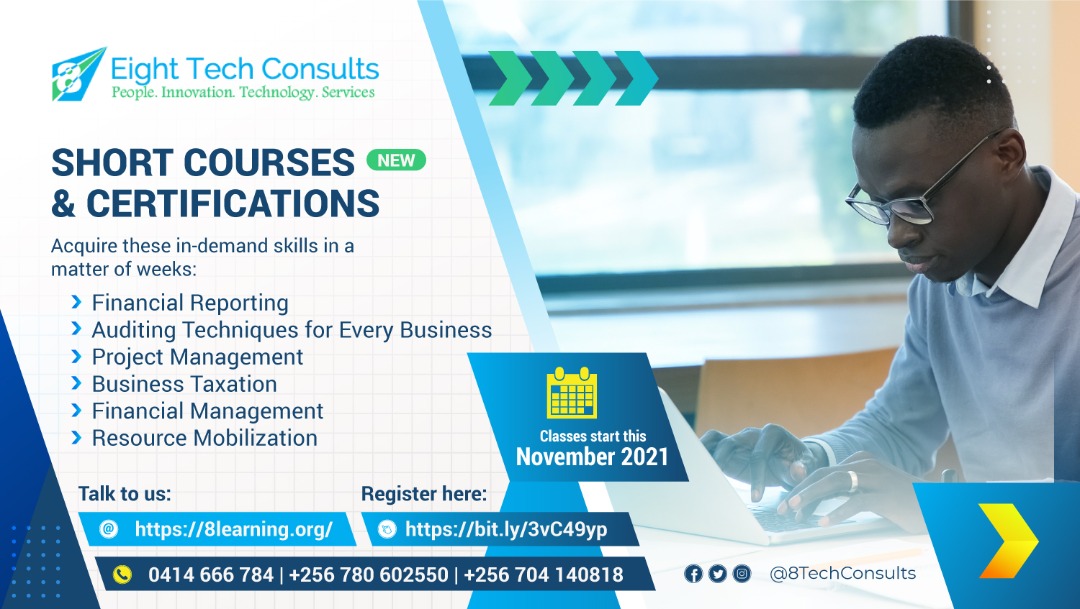 Eight Tech Consults
People. Innovation. Technology. Services
SHORT COURSES NEW
& CERTIFICATIONS
Acquire these in-demand skills in a
matter of weeks:
Financial Reporting
Auditing Techniques for Every Business
Project Management
Business Taxation
Financial Management
Resource Mobilization
Classes start this
November 2021
Talk to us:
https://8learning.org/
Register here:
https://bit.ly/3vC49yp
0414 666 784 | +256 780 602550 | +256 704 140818
@8TechConsults